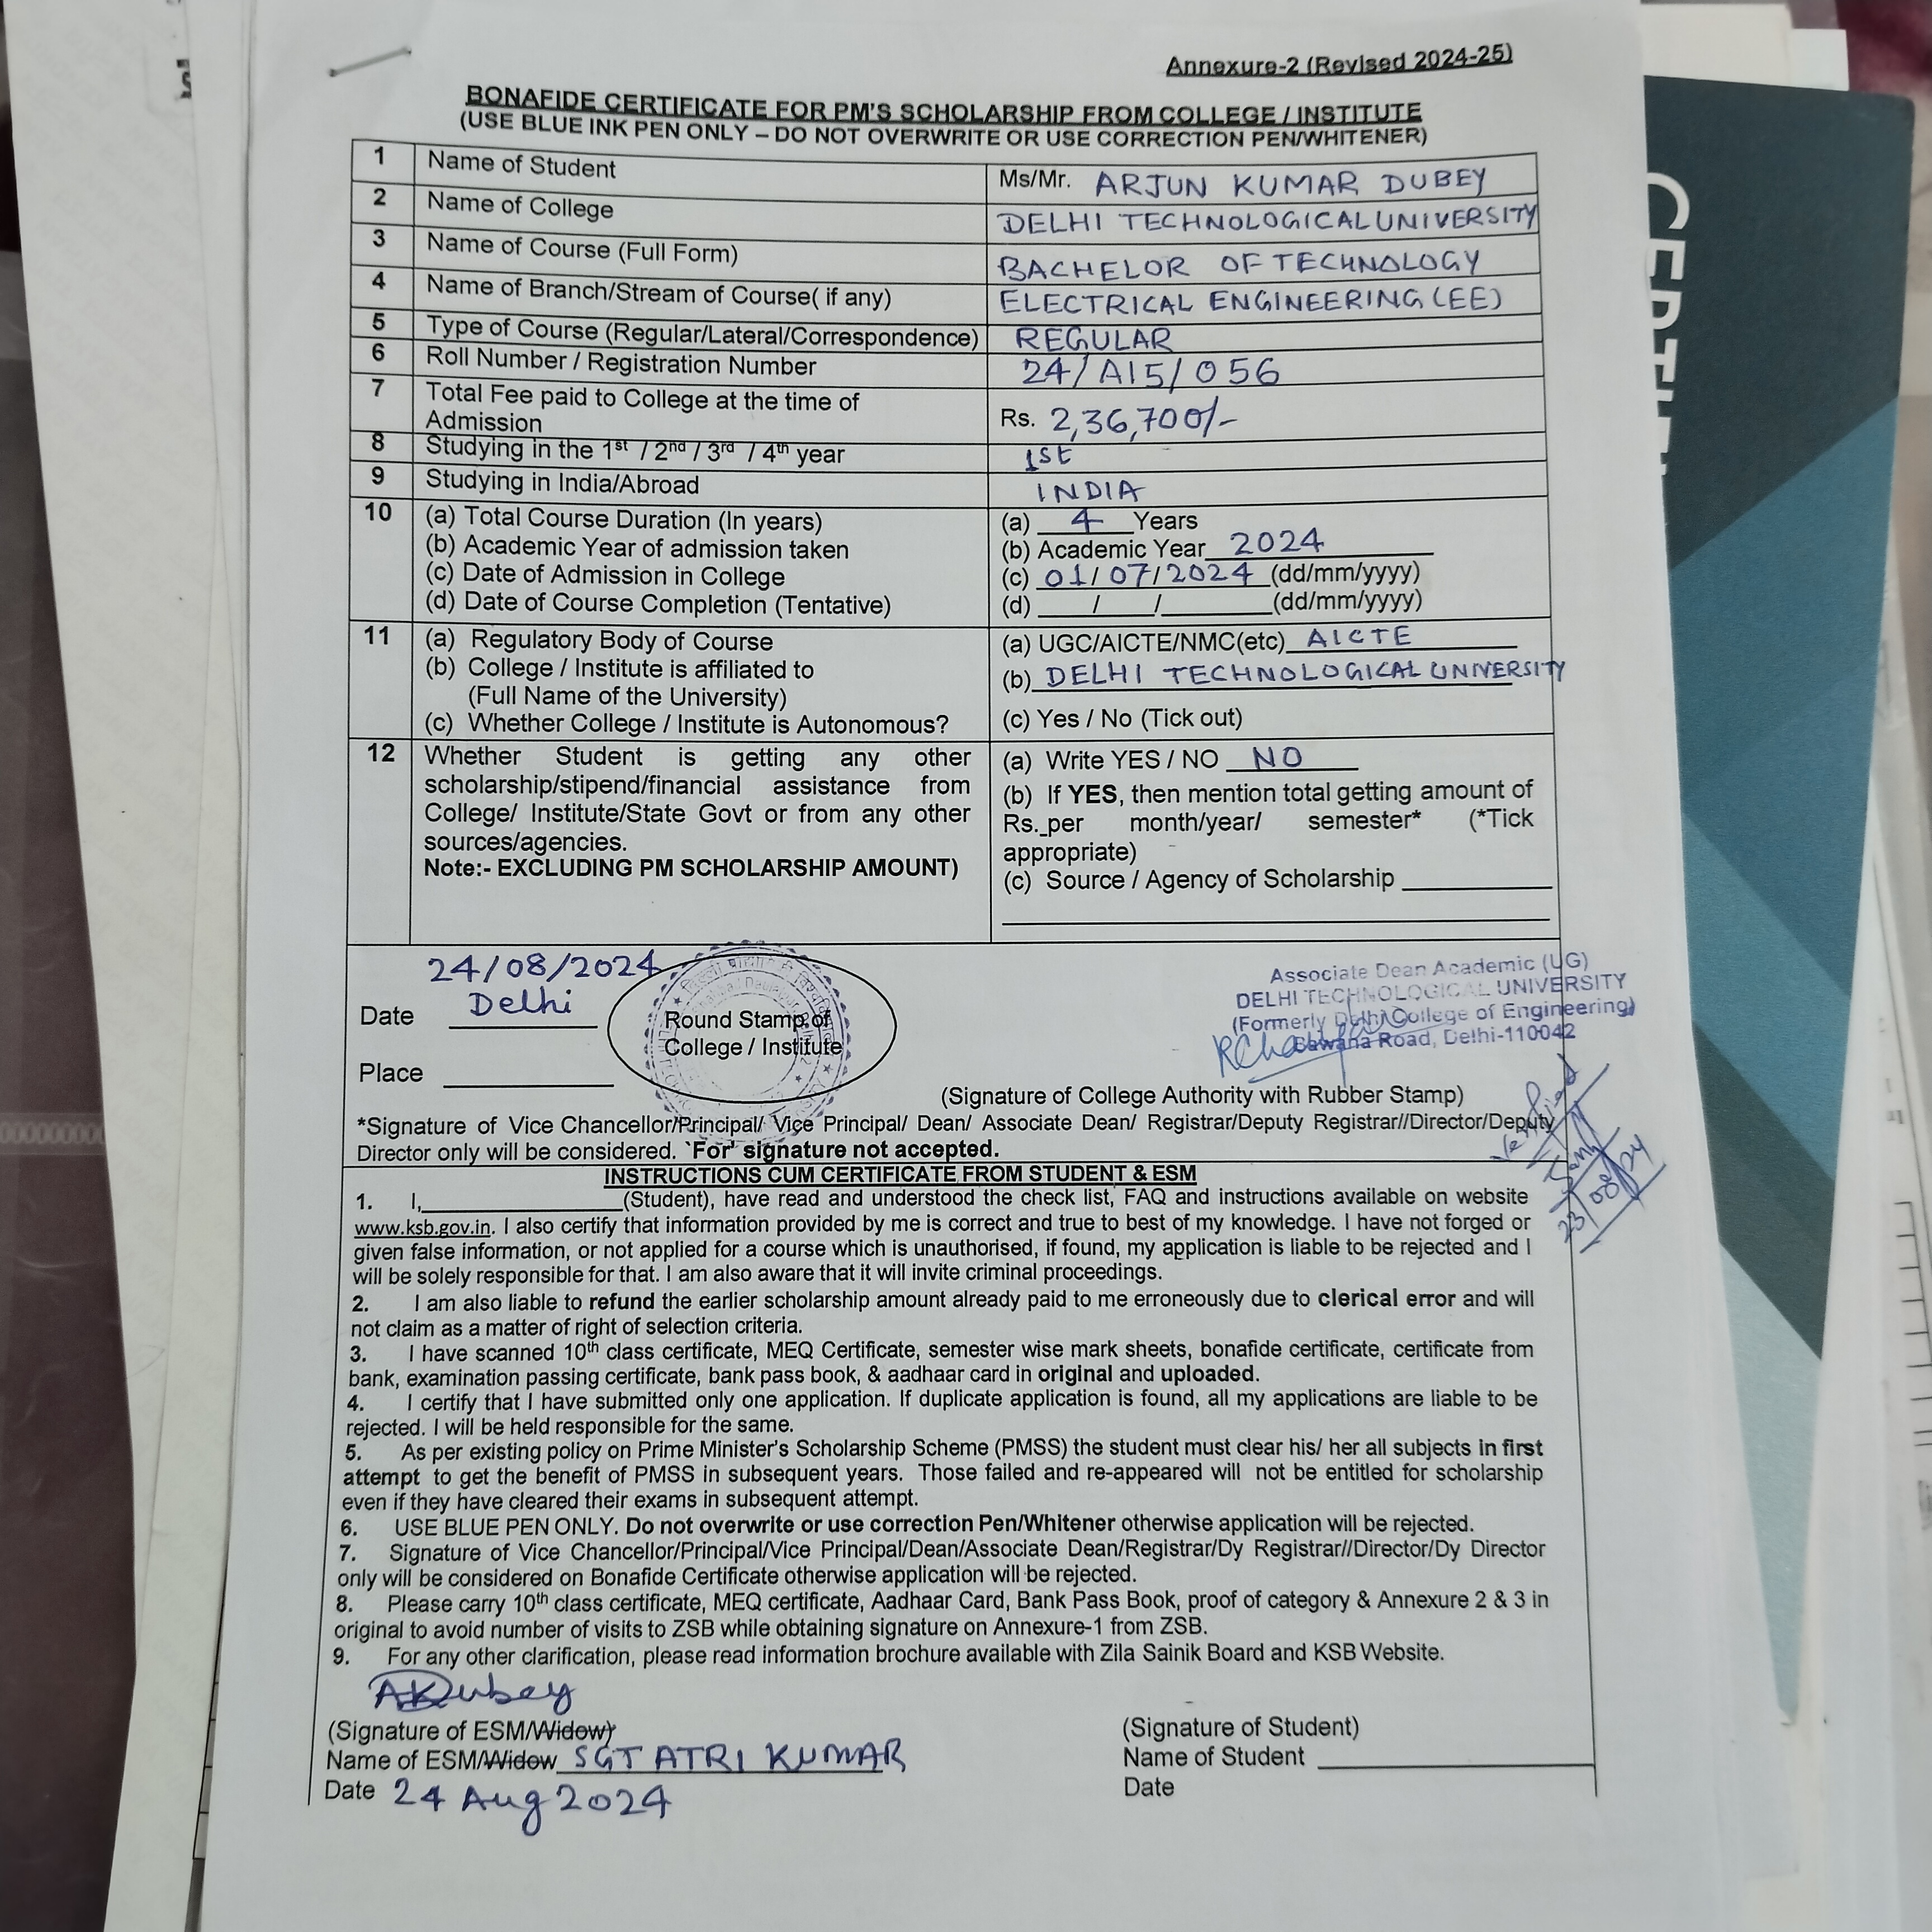 Annexure-2 (Revised 2024-25)
BONAFIDE CERTIFICATE FOR PM'S SCHOLARSHIP FROM COLLEGE / INSTITUTE
(USE BLUE INK PEN ONLY – DO NOT OVERWRITE OR USE CORRECTION PEN/WHITENER)
1 Name of Student Ms/Mr. ARJUN KUMAR DUBEY
2 Name of College DELHI TECHNOLOGICAL UNIVERSITY
3 Name of Course (Full Form) BACHELOR OF TECHNOLOGY
4 Name of Branch/Stream of Course( if any) ELECTRICAL ENGINEERING (EE)
5 Type of Course (Regular/Lateral/Correspondence) REGULAR
6 Roll Number / Registration Number 24/A15/056
7 Total Fee paid to College at the time of
Admission Rs. 2,36,700/-
8 Studying in the 1st / 2nd / 3rd / 4th year 1st
9 Studying in India/Abroad INDIA
10 (a) Total Course Duration (In years) (a) 4 Years
(b) Academic Year of admission taken (b) Academic Year 2024
(c) Date of Admission in College (c) 01/07/2024 (dd/mm/yyyy)
(d) Date of Course Completion (Tentative) (d) ___/___/______(dd/mm/yyyy)
11 (a) Regulatory Body of Course (a) UGC/AICTE/NMC(etc) AICTE
(b) College / Institute is affiliated to (b) DELHI TECHNOLOGICAL UNIVERSITY
(Full Name of the University)
(c) Whether College / Institute is Autonomous? (c) Yes / No (Tick out)
12 Whether Student is getting any other
scholarship/stipend/financial assistance from
College/ Institute/State Govt or from any other
sources/agencies.
Note:- EXCLUDING PM SCHOLARSHIP AMOUNT)
(a) Write YES / NO NO
(b) If YES, then mention total getting amount of
Rs._per month/year/ semester* (*Tick
appropriate)
(c) Source / Agency of Scholarship
24/08/2024
Date Delhi
Place
Round Stamp of
College / Institute
Associate Dean Academic (UG)
DELHI TECHNOLOGICAL UNIVERSITY
(Formerly Delhi College of Engineering)
Bawana Road, Delhi-110042
(Signature of College Authority with Rubber Stamp)
Verified
23/08/24
*Signature of Vice Chancellor/Principal/ Vice Principal/ Dean/ Associate Dean/ Registrar/Deputy Registrar//Director/Deputy
Director only will be considered. `For' signature not accepted.
INSTRUCTIONS CUM CERTIFICATE FROM STUDENT & ESM
1. I,_______________(Student), have read and understood the check list, FAQ and instructions available on website
www.ksb.gov.in. I also certify that information provided by me is correct and true to best of my knowledge. I have not forged or
given false information, or not applied for a course which is unauthorised, if found, my application is liable to be rejected and I
will be solely responsible for that. I am also aware that it will invite criminal proceedings.
2. I am also liable to refund the earlier scholarship amount already paid to me erroneously due to clerical error and will
not claim as a matter of right of selection criteria.
3. I have scanned 10th class certificate, MEQ Certificate, semester wise mark sheets, bonafide certificate, certificate from
bank, examination passing certificate, bank pass book, & aadhaar card in original and uploaded.
4. I certify that I have submitted only one application. If duplicate application is found, all my applications are liable to be
rejected. I will be held responsible for the same.
5. As per existing policy on Prime Minister's Scholarship Scheme (PMSS) the student must clear his/ her all subjects in first
attempt to get the benefit of PMSS in subsequent years. Those failed and re-appeared will not be entitled for scholarship
even if they have cleared their exams in subsequent attempt.
6. USE BLUE PEN ONLY. Do not overwrite or use correction Pen/Whitener otherwise application will be rejected.
7. Signature of Vice Chancellor/Principal/Vice Principal/Dean/Associate Dean/Registrar/Dy Registrar//Director/Dy Director
only will be considered on Bonafide Certificate otherwise application will be rejected.
8. Please carry 10th class certificate, MEQ certificate, Aadhaar Card, Bank Pass Book, proof of category & Annexure 2 & 3 in
original to avoid number of visits to ZSB while obtaining signature on Annexure-1 from ZSB.
9. For any other clarification, please read information brochure available with Zila Sainik Board and KSB Website.
AKDubey
(Signature of ESM/Widow)
Name of ESM/Widow SGT ATRI KUMAR
Date 24 Aug 2024
(Signature of Student)
Name of Student
Date